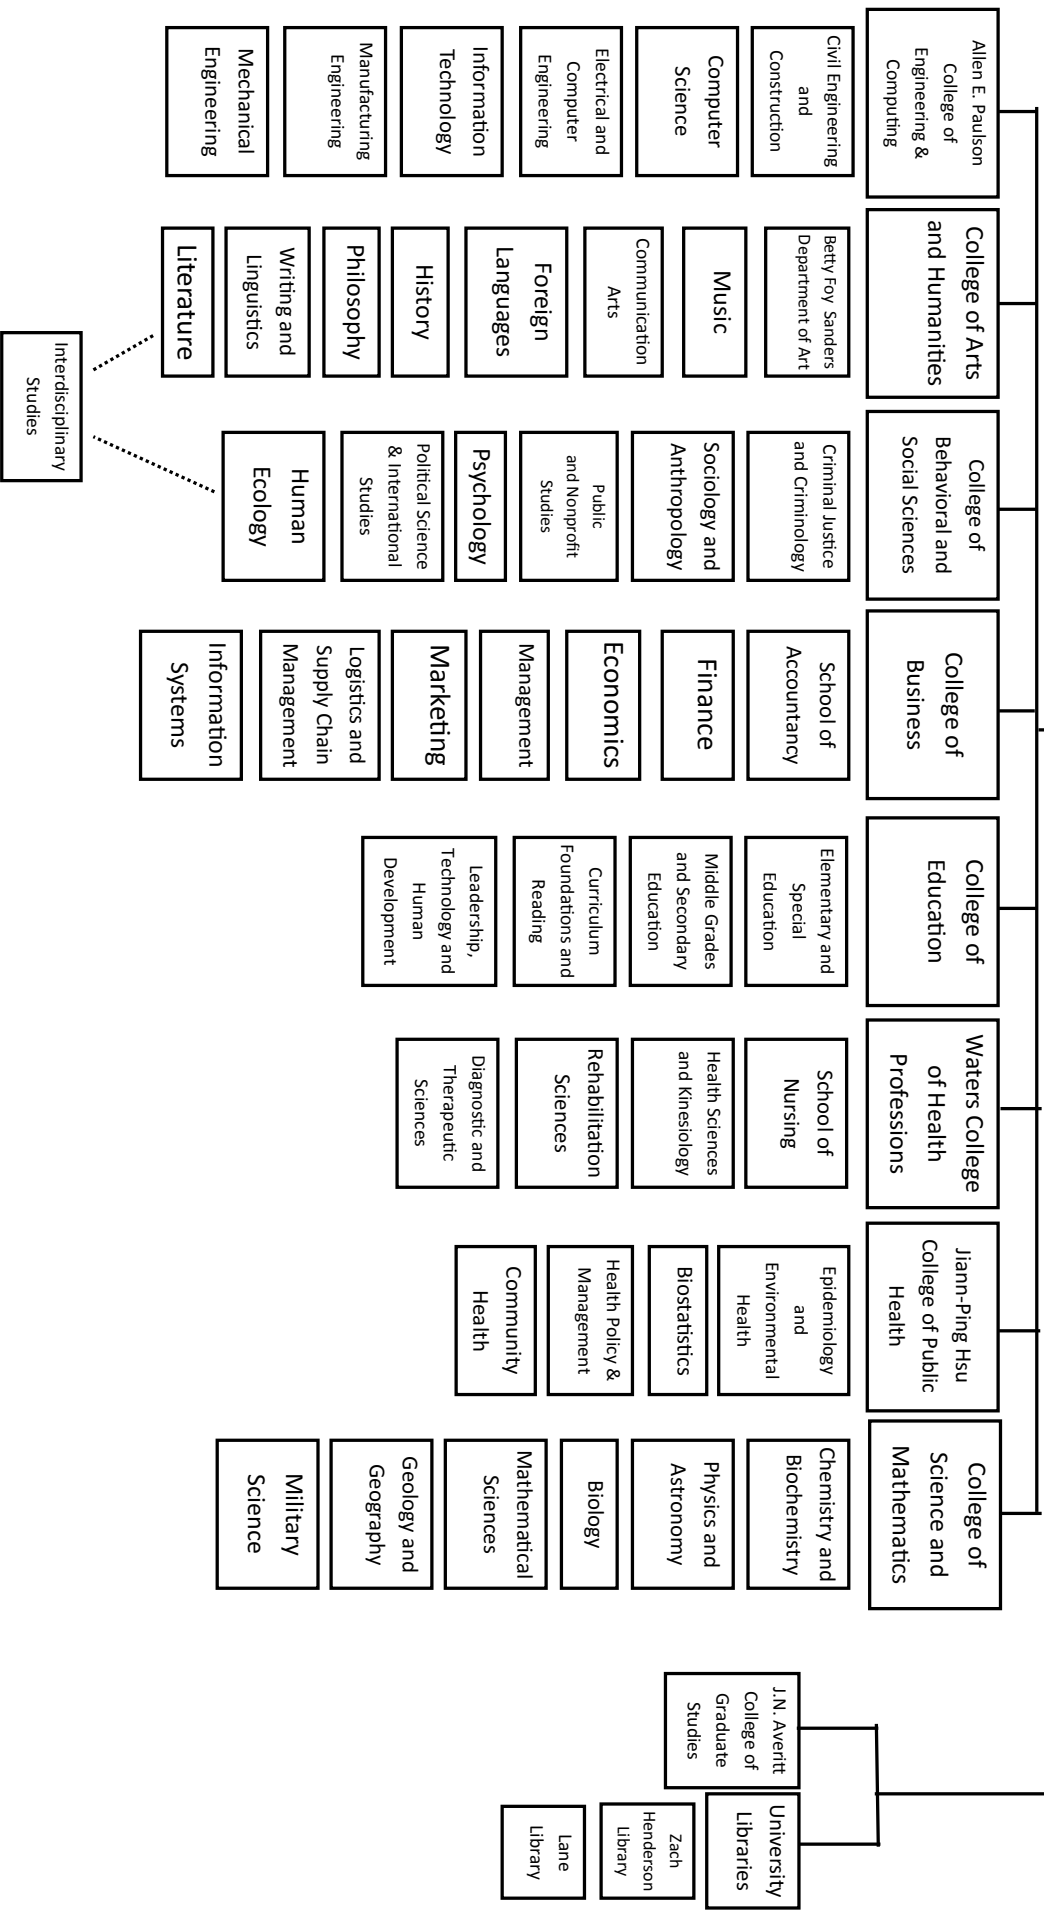 Allen E. Paulson
College of
Engineering &
Computing
Civil Engineering
and
Construction
Computer
Science
Electrical and
Computer
Engineering
Information
Technology
Manufacturing
Engineering
Mechanical
Engineering
College of Arts
and Humanities
Betty Foy Sanders
Department of Art
Music
Communication
Arts
Foreign
Languages
History
Philosophy
Writing and
Linguistics
Literature
College of
Behavioral and
Social Sciences
Criminal Justice
and Criminology
Sociology and
Anthropology
Public
and Nonprofit
Studies
Psychology
Political Science
& International
Studies
Human
Ecology
Interdisciplinary
Studies
College of
Business
School of
Accountancy
Finance
Economics
Management
Marketing
Logistics and
Supply Chain
Management
Information
Systems
College of
Education
Elementary and
Special
Education
Middle Grades
and Secondary
Education
Curriculum
Foundations and
Reading
Leadership,
Technology and
Human
Development
Waters College
of Health
Professions
School of
Nursing
Health Sciences
and Kinesiology
Rehabilitation
Sciences
Diagnostic and
Therapeutic
Sciences
Jiann-Ping Hsu
College of Public
Health
Epidemiology
and
Environmental
Health
Biostatistics
Health Policy &
Management
Community
Health
College of
Science and
Mathematics
Chemistry and
Biochemistry
Physics and
Astronomy
Biology
Mathematical
Sciences
Geology and
Geography
Military
Science
J.N. Averitt
College of
Graduate
Studies
University
Libraries
Zach
Henderson
Library
Lane
Library